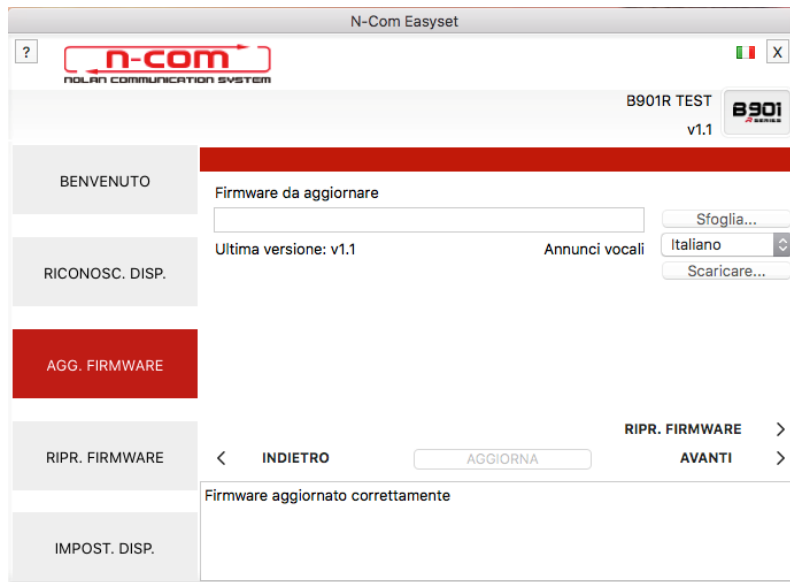 N-Com Easyset
?
n-com
NOLAN COMMUNICATION SYSTEM
X
B901R TEST
v1.1
B901
R SERIES
BENVENUTO
RICONOSC. DISP.
AGG. FIRMWARE
RIPR. FIRMWARE
IMPOST. DISP.
Firmware da aggiornare
Sfoglia...
Ultima versione: v1.1
Annunci vocali
Italiano
Scaricare...
RIPR. FIRMWARE
INDIETRO
AGGIORNA
AVANTI
Firmware aggiornato correttamente